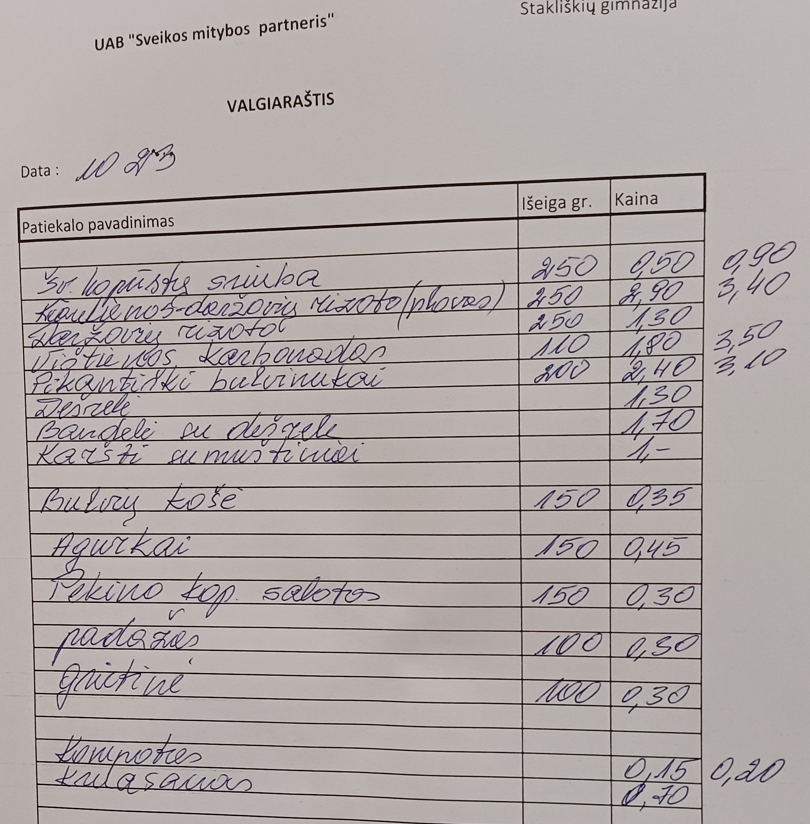 Stakliškių gimnazija
UAB "Sveikos mitybos partneris"
VALGIARAŠTIS
Data : 10 23
Patiekalo pavadinimas Išeiga gr. Kaina
Šv. kopūstų sriuba 250 0,50 0,90
Kiaulienos-daržovių rizoto (plovas) 250 2,90 3,40
Daržovių rizoto 250 1,30
Vištienos karbonadas 110 1,80 3,50
Pikantiški bulvinukai 200 2,40 3,10
Dešrelė 1,30
Bandelė su dešrele 1,70
Karšti sumuštiniai 1,-
Bulvių košė 150 0,35
Agurkai 150 0,45
Pekino kop. salotos 150 0,30
padažas 100 0,30
grietinė 100 0,30
Kompotas 0,15 0,20
Kruasanas 0,70